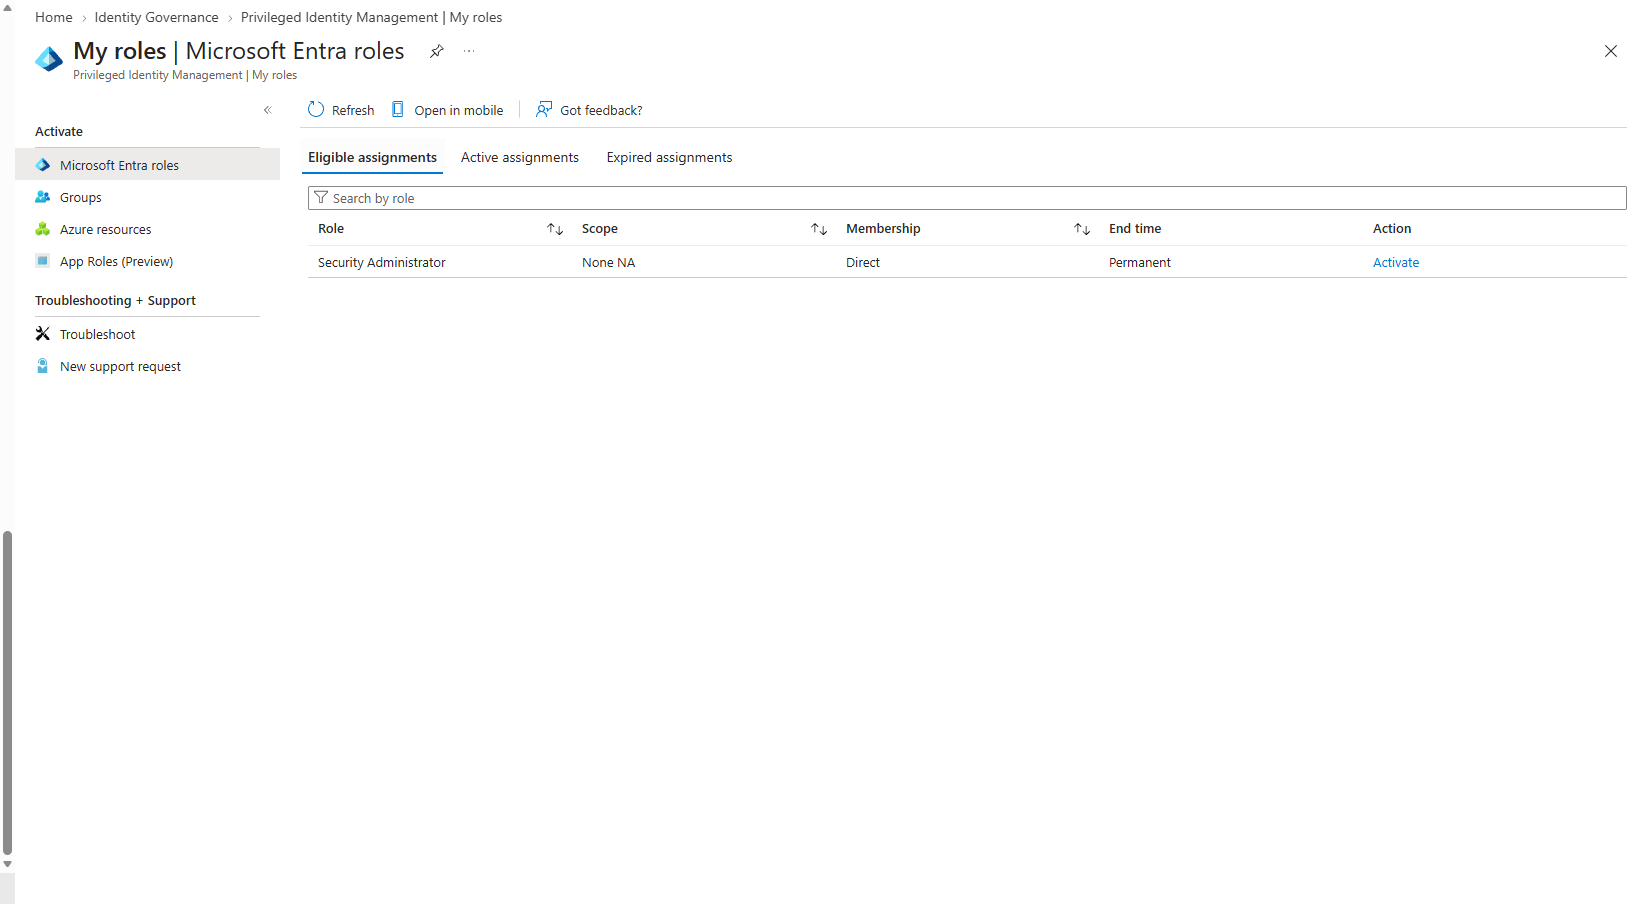 Home > Identity Governance > Privileged Identity Management | My roles
My roles | Microsoft Entra roles
Privileged Identity Management | My roles
Activate
Microsoft Entra roles
Groups
Azure resources
App Roles (Preview)
Troubleshooting + Support
Troubleshoot
New support request
Refresh Open in mobile Got feedback?
Eligible assignments Active assignments Expired assignments
Search by role
Role Scope Membership End time Action
Security Administrator None NA Direct Permanent Activate